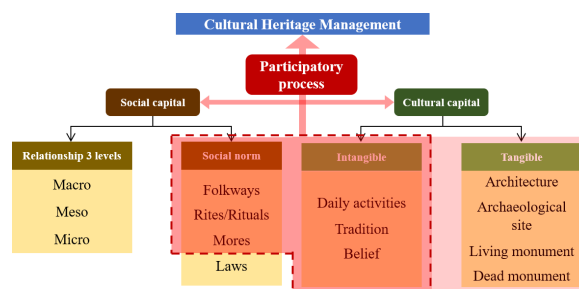 Cultural Heritage Management
Participatory
process
Social capital
Cultural capital
Relationship 3 levels
Macro
Meso
Micro
Social norm
Folkways
Rites/Rituals
Mores
Laws
Intangible
Daily activities
Tradition
Belief
Tangible
Architecture
Archaeological
site
Living monument
Dead monument